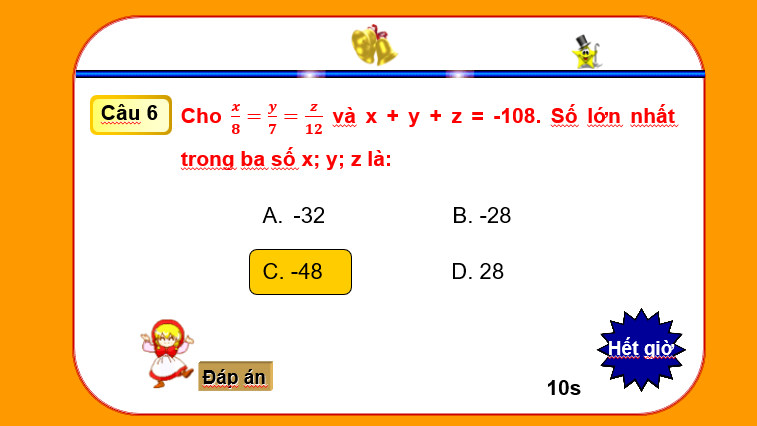 Câu 6
Cho x/8 = y/7 = z/12 và x + y + z = -108. Số lớn nhất
trong ba số x; y; z là:
A. -32
B. -28
C. -48
D. 28
Đáp án
10s
Hết giờ